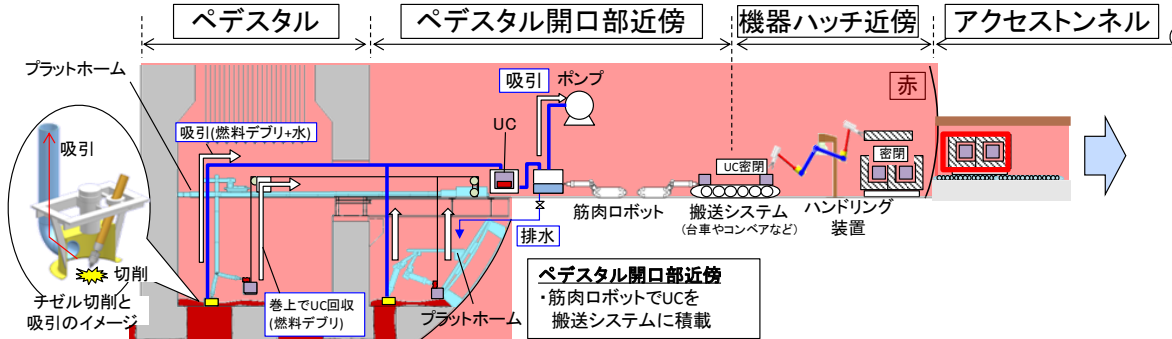 ペデスタル
ペデスタル開口部近傍
機器ハッチ近傍
アクセストンネル
(
プラットホーム
吸引
ポンプ
赤
吸引(燃料デブリ+水)
UC
吸引
UC密閉
密閉
筋肉ロボット
搬送システム
(台車やコンベアなど)
ハンドリング
装置
排水
切削
チゼル切削と
吸引のイメージ
巻上でUC回収
(燃料デブリ)
プラットホーム
ペデスタル開口部近傍
・筋肉ロボットでUCを
搬送システムに積載